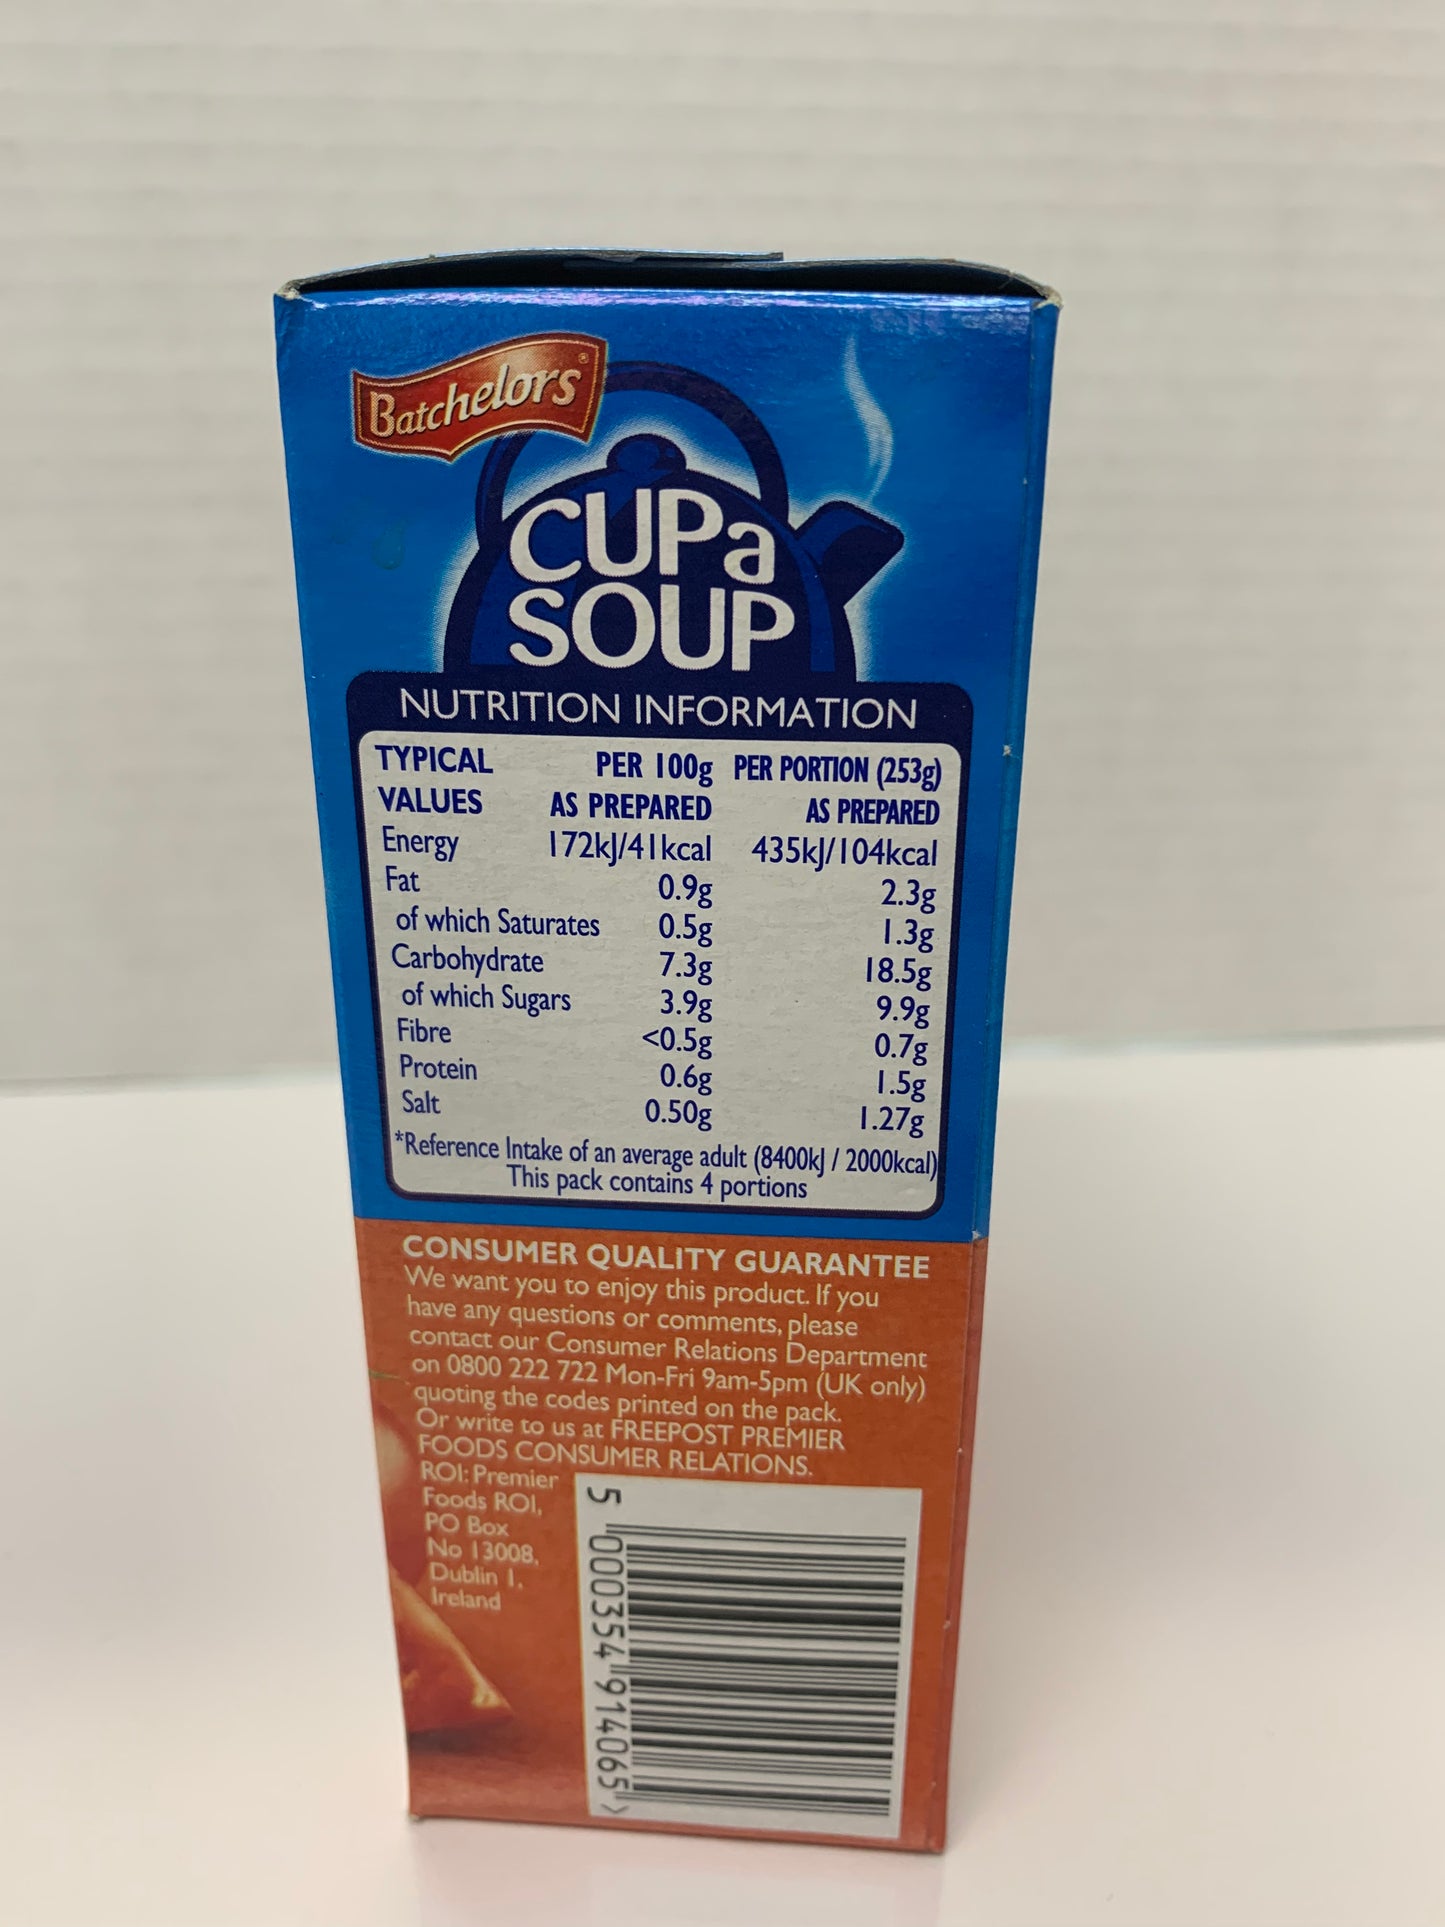 Batchelors®
CUPa
SOUP
NUTRITION INFORMATION
TYPICAL PER 100g PER PORTION (253g)
VALUES AS PREPARED AS PREPARED
Energy 172kJ/41kcal 435kJ/104kcal
Fat 0.9g 2.3g
of which Saturates 0.5g 1.3g
Carbohydrate 7.3g 18.5g
of which Sugars 3.9g 9.9g
Fibre <0.5g 0.7g
Protein 0.6g 1.5g
Salt 0.50g 1.27g
*Reference Intake of an average adult (8400kJ / 2000kcal)
This pack contains 4 portions
CONSUMER QUALITY GUARANTEE
We want you to enjoy this product. If you
have any questions or comments, please
contact our Consumer Relations Department
on 0800 222 722 Mon-Fri 9am-5pm (UK only)
quoting the codes printed on the pack.
Or write to us at FREEPOST PREMIER
FOODS CONSUMER RELATIONS.
ROI: Premier
Foods ROI,
PO Box
No 13008,
Dublin 1,
Ireland
5 000354 914065 >